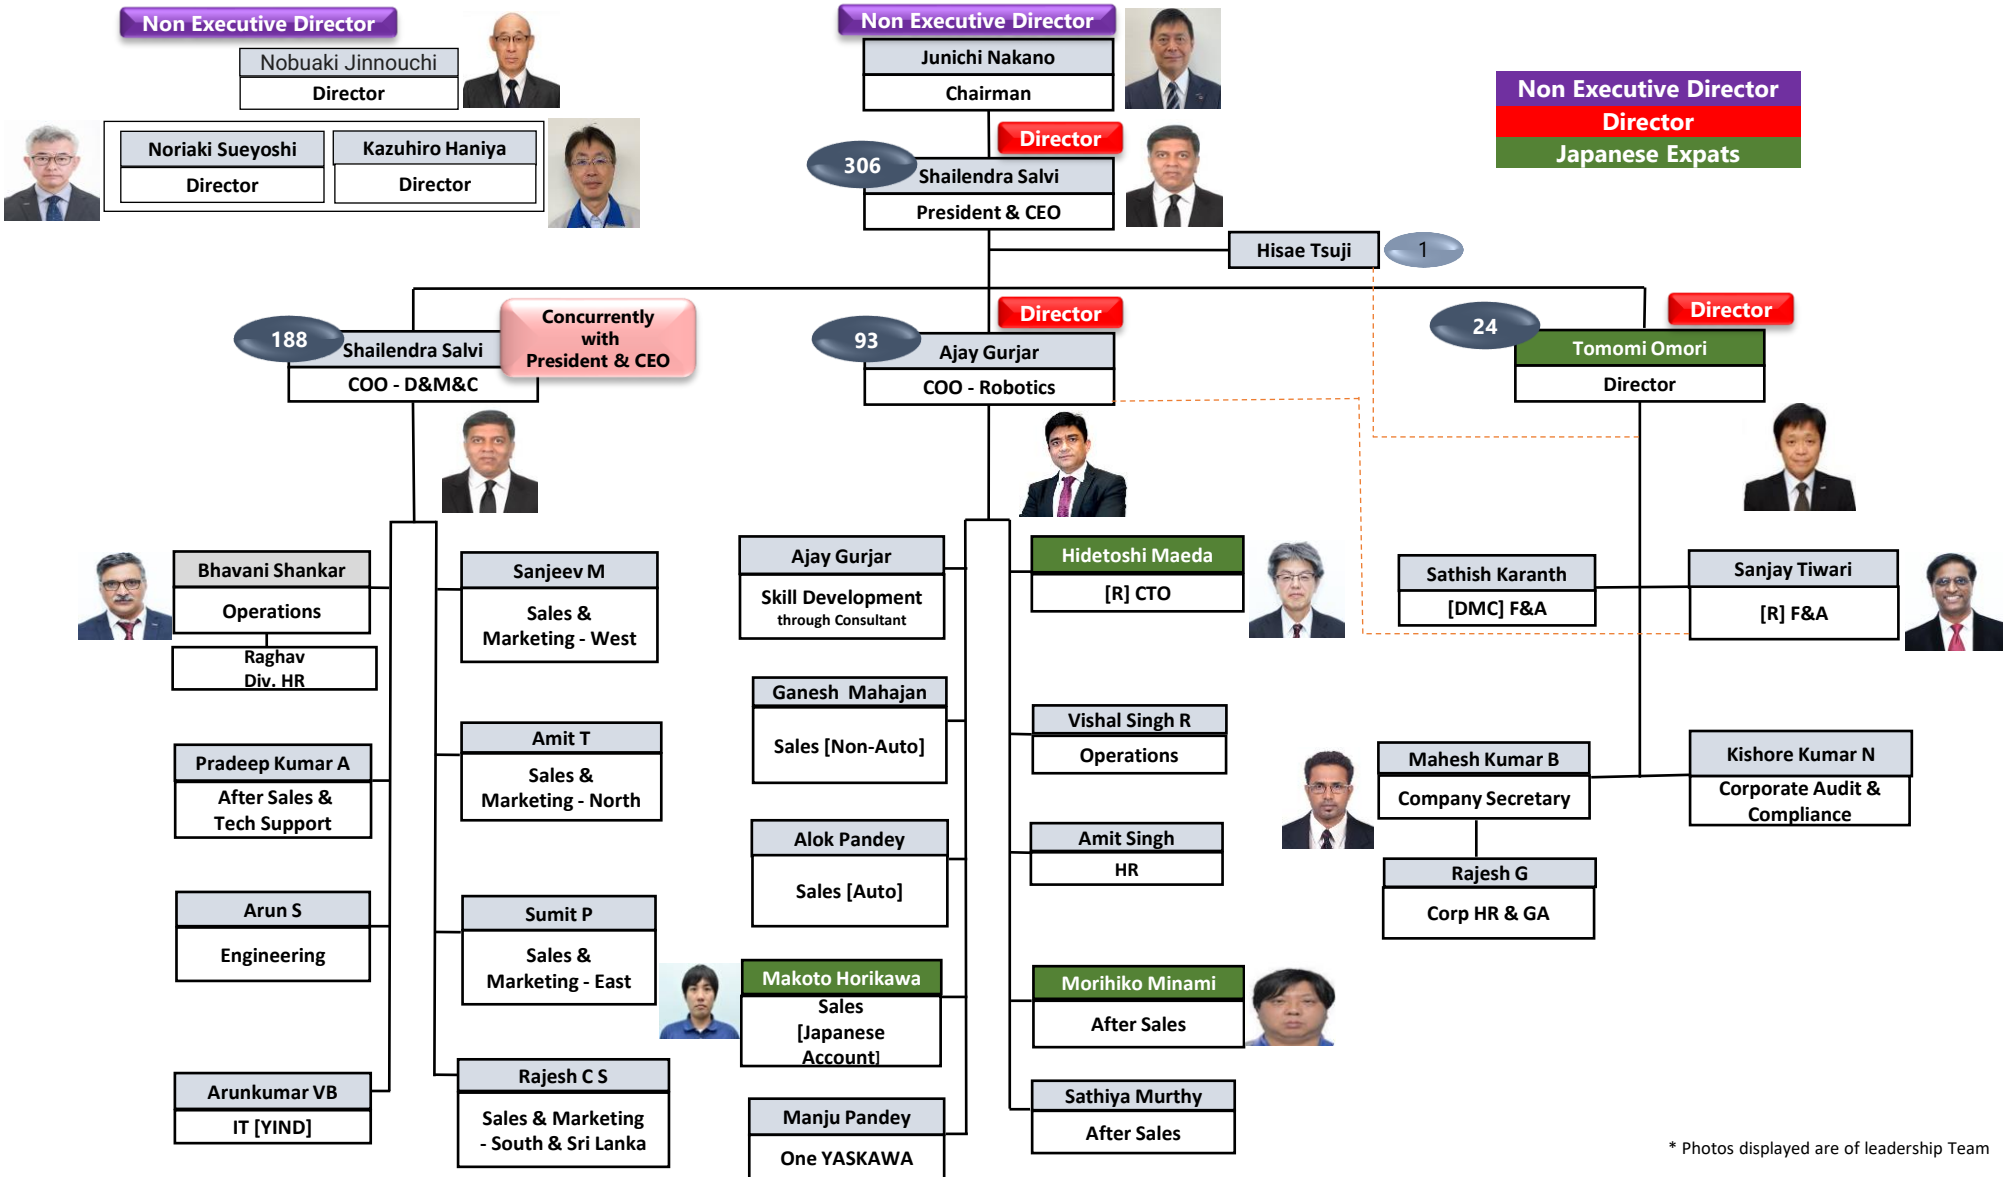 Non Executive Director
Nobuaki Jinnouchi
Director
Noriaki Sueyoshi
Director
Kazuhiro Haniya
Director
Non Executive Director
Junichi Nakano
Chairman
Director
306
Shailendra Salvi
President & CEO
Non Executive Director
Director
Japanese Expats
Hisae Tsuji
1
188
Shailendra Salvi
COO - D&M&C
Concurrently
with
President & CEO
Director
93
Ajay Gurjar
COO - Robotics
Director
24
Tomomi Omori
Director
Bhavani Shankar
Operations
Raghav
Div. HR
Pradeep Kumar A
After Sales &
Tech Support
Arun S
Engineering
Arunkumar VB
IT [YIND]
Sanjeev M
Sales &
Marketing - West
Amit T
Sales &
Marketing - North
Sumit P
Sales &
Marketing - East
Rajesh C S
Sales & Marketing
- South & Sri Lanka
Ajay Gurjar
Skill Development
through Consultant
Ganesh Mahajan
Sales [Non-Auto]
Alok Pandey
Sales [Auto]
Makoto Horikawa
Sales
[Japanese
Account]
Manju Pandey
One YASKAWA
Hidetoshi Maeda
[R] CTO
Vishal Singh R
Operations
Amit Singh
HR
Morihiko Minami
After Sales
Sathiya Murthy
After Sales
Sathish Karanth
[DMC] F&A
Sanjay Tiwari
[R] F&A
Mahesh Kumar B
Company Secretary
Rajesh G
Corp HR & GA
Kishore Kumar N
Corporate Audit &
Compliance
* Photos displayed are of leadership Team